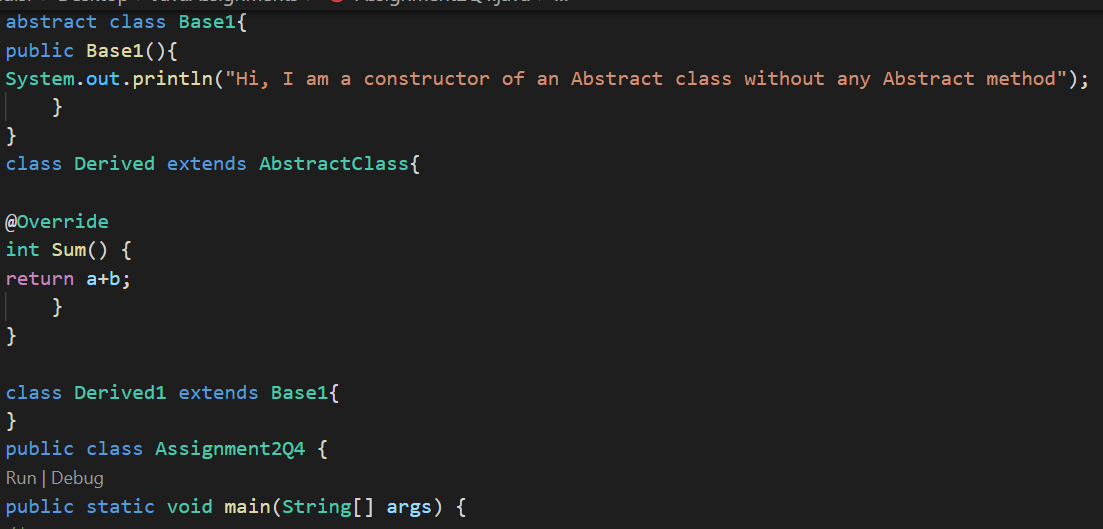 abstract class Base1{
public Base1(){
System.out.println("Hi, I am a constructor of an Abstract class without any Abstract method");
}
}
class Derived extends AbstractClass{
@Override
int Sum() {
return a+b;
}
}
class Derived1 extends Base1{
}
public class Assignment2Q4 {
Run | Debug
public static void main(String[] args) {